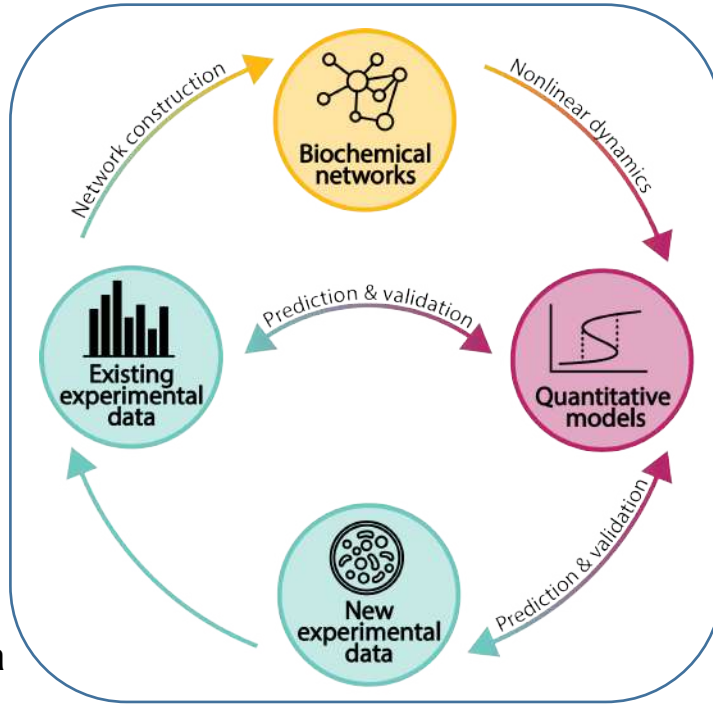 Network construction
Nonlinear dynamics
Biochemical
networks
Prediction & validation
Existing
experimental
data
Quantitative
models
New
experimental
data
Prediction & validation